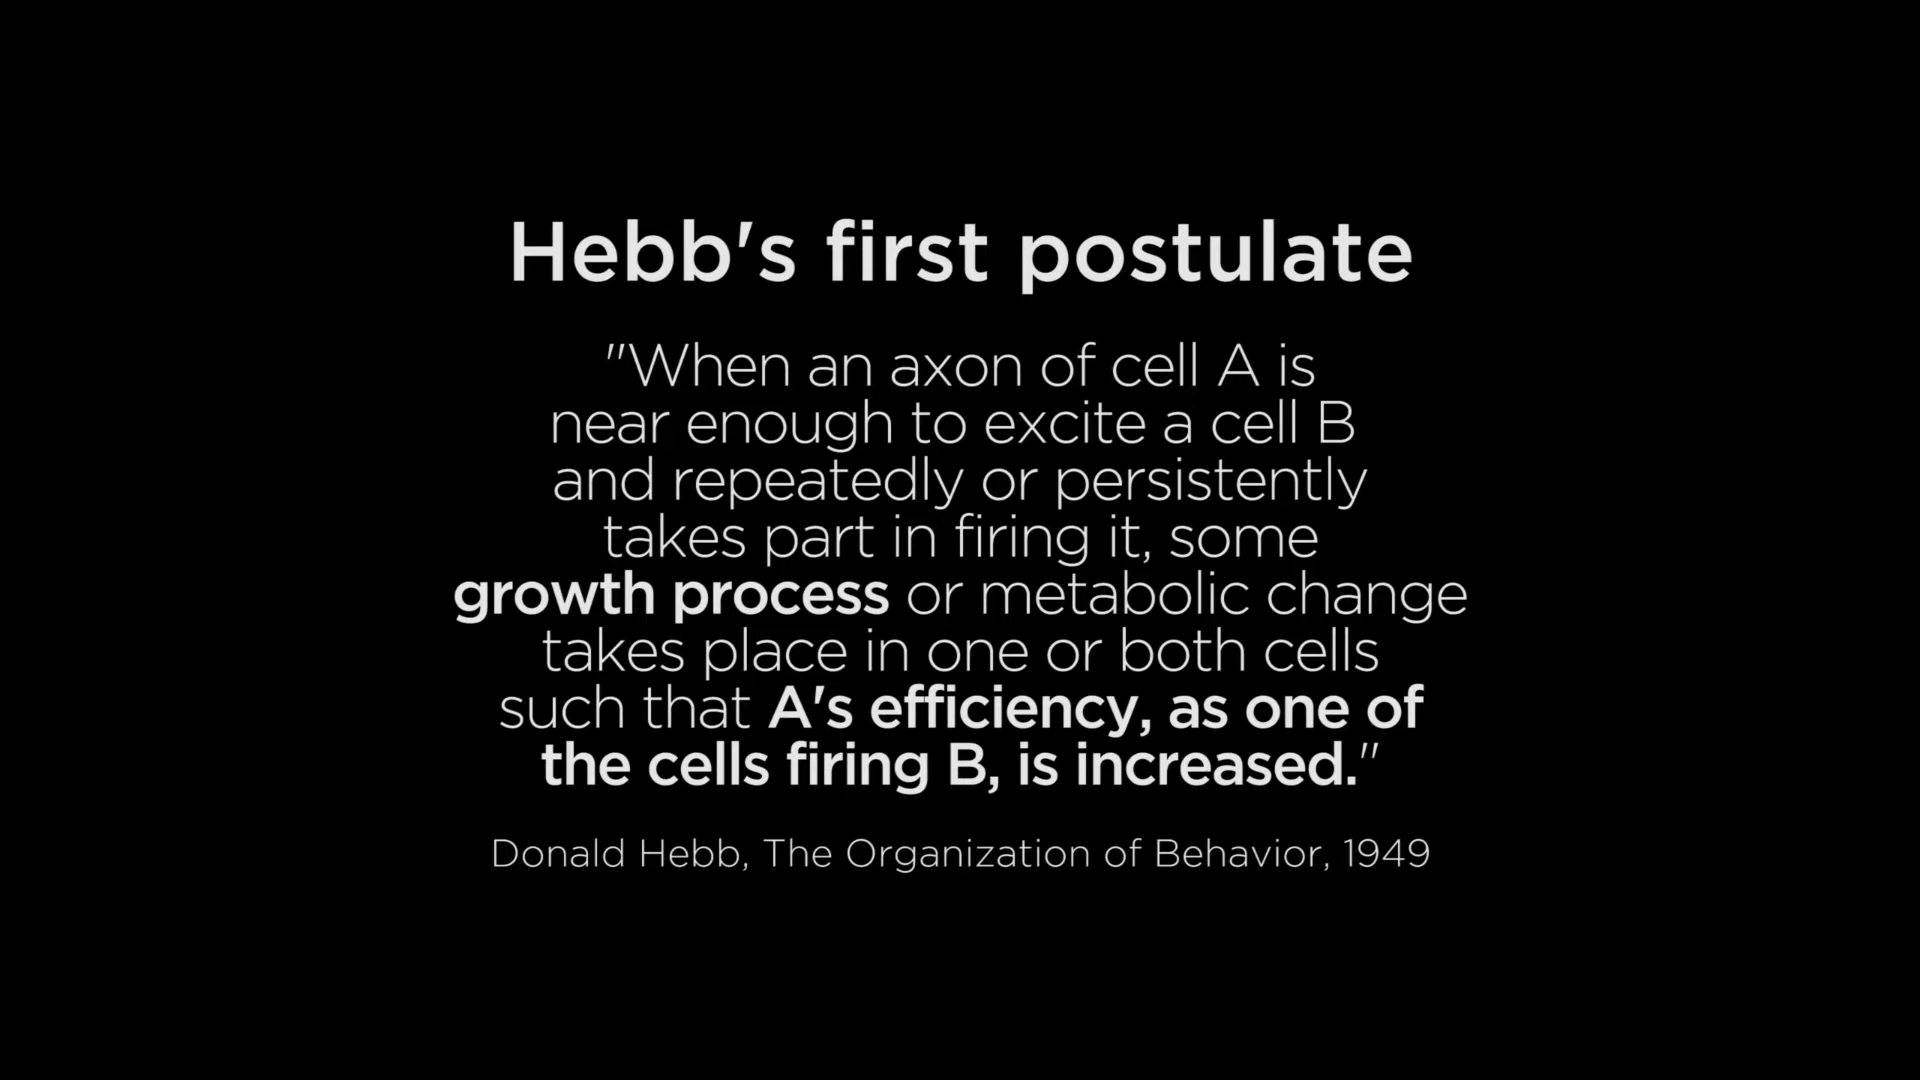 Hebb's first postulate
"When an axon of cell A is
near enough to excite a cell B
and repeatedly or persistently
takes part in firing it, some
growth process or metabolic change
takes place in one or both cells
such that A's efficiency, as one of
the cells firing B, is increased."
Donald Hebb, The Organization of Behavior, 1949